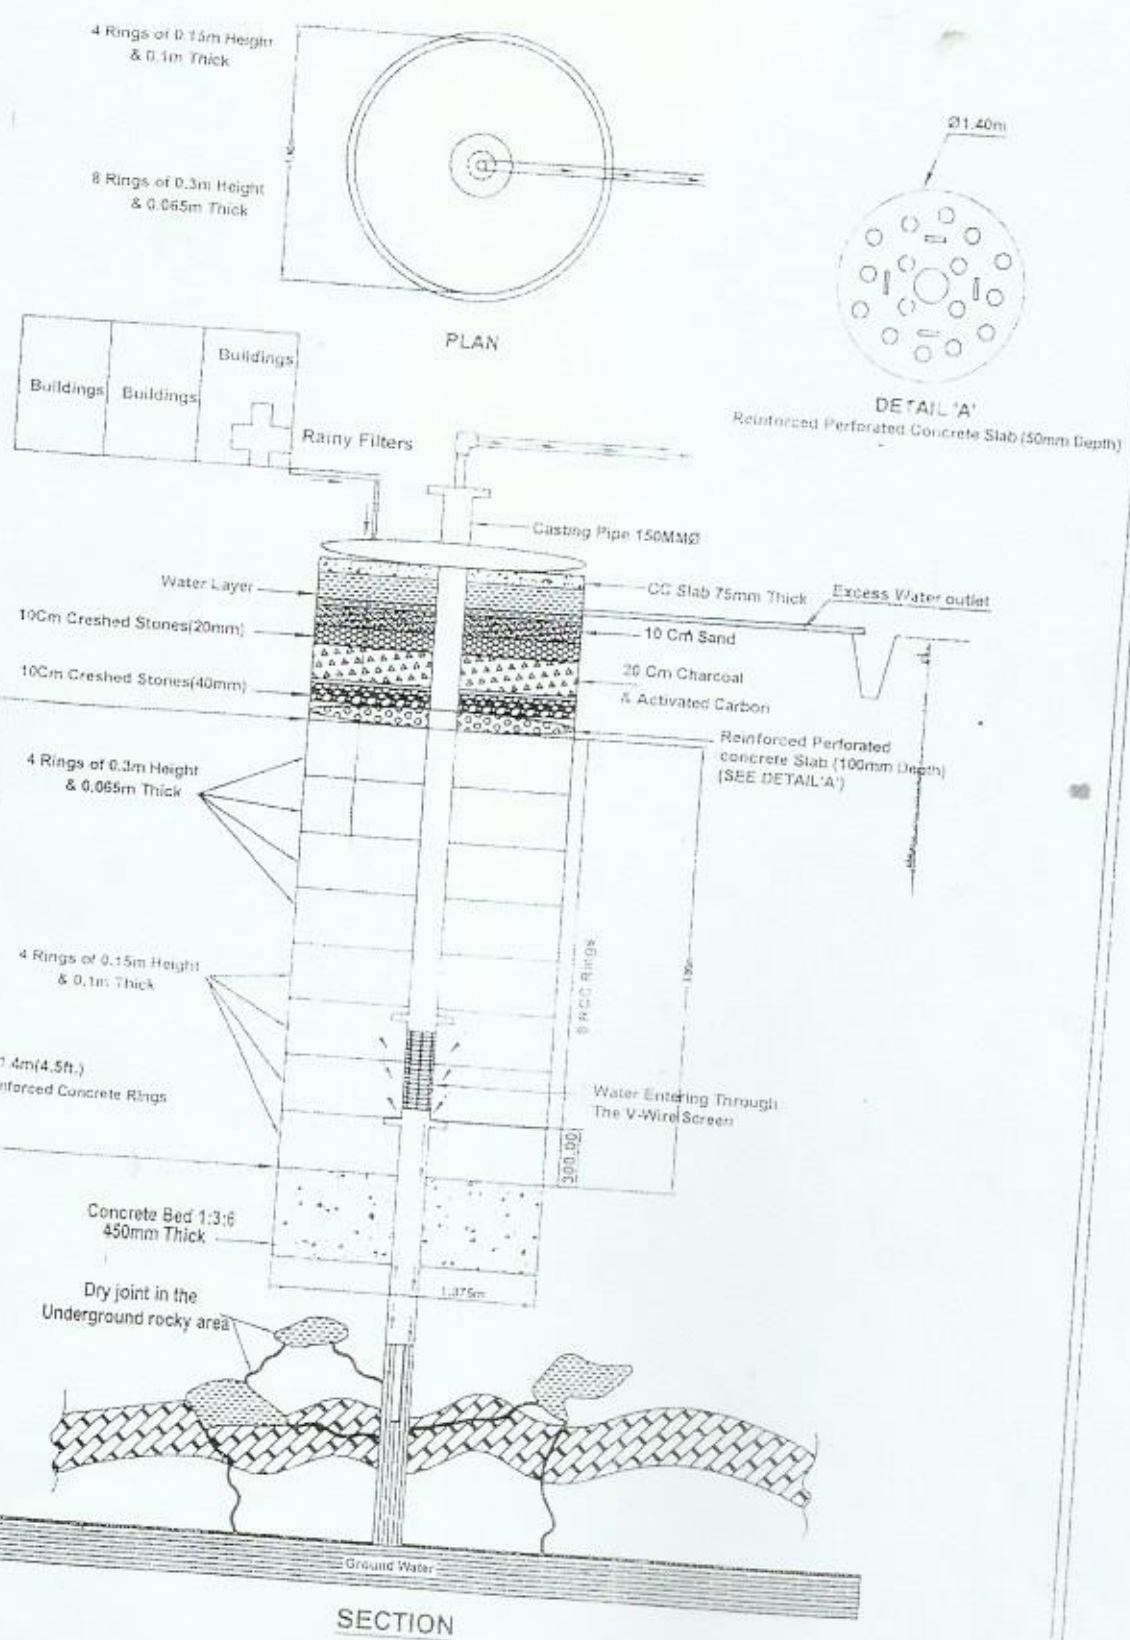 4 Rings of 0.15m Height
& 0.1m Thick
8 Rings of 0.3m Height
& 0.065m Thick
PLAN
Ø1.40m
DETAIL 'A'
Reinforced Perforated Concrete Slab (50mm Depth)
Buildings
Buildings
Buildings
Rainy Filters
Casting Pipe 150MMØ
Water Layer
CC Slab 75mm Thick
Excess Water outlet
10Cm Creshed Stones(20mm)
10 Cm Sand
20 Cm Charcoal
& Activated Carbon
10Cm Creshed Stones(40mm)
Reinforced Perforated
concrete Slab (100mm Depth)
(SEE DETAIL'A')
4 Rings of 0.3m Height
& 0.065m Thick
4 Rings of 0.15m Height
& 0.1m Thick
RCC Rings
1.4m(4.5ft.)
nforced Concrete Rings
Water Entering Through
The V-Wire Screen
300.00
Concrete Bed 1:3:6
450mm Thick
1.375m
Dry joint in the
Underground rocky area
Ground Water
SECTION